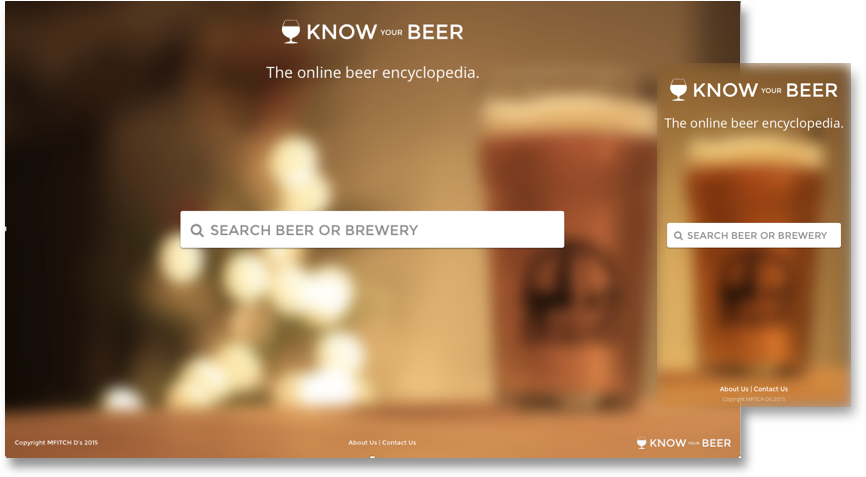 KNOW YOUR BEER
The online beer encyclopedia.
SEARCH BEER OR BREWERY
Copyright MFITCH D's 2015
About Us | Contact Us
KNOW YOUR BEER
KNOW YOUR BEER
The online beer encyclopedia.
SEARCH BEER OR BREWERY
About Us | Contact Us
Copyright MFITCH D's 2015